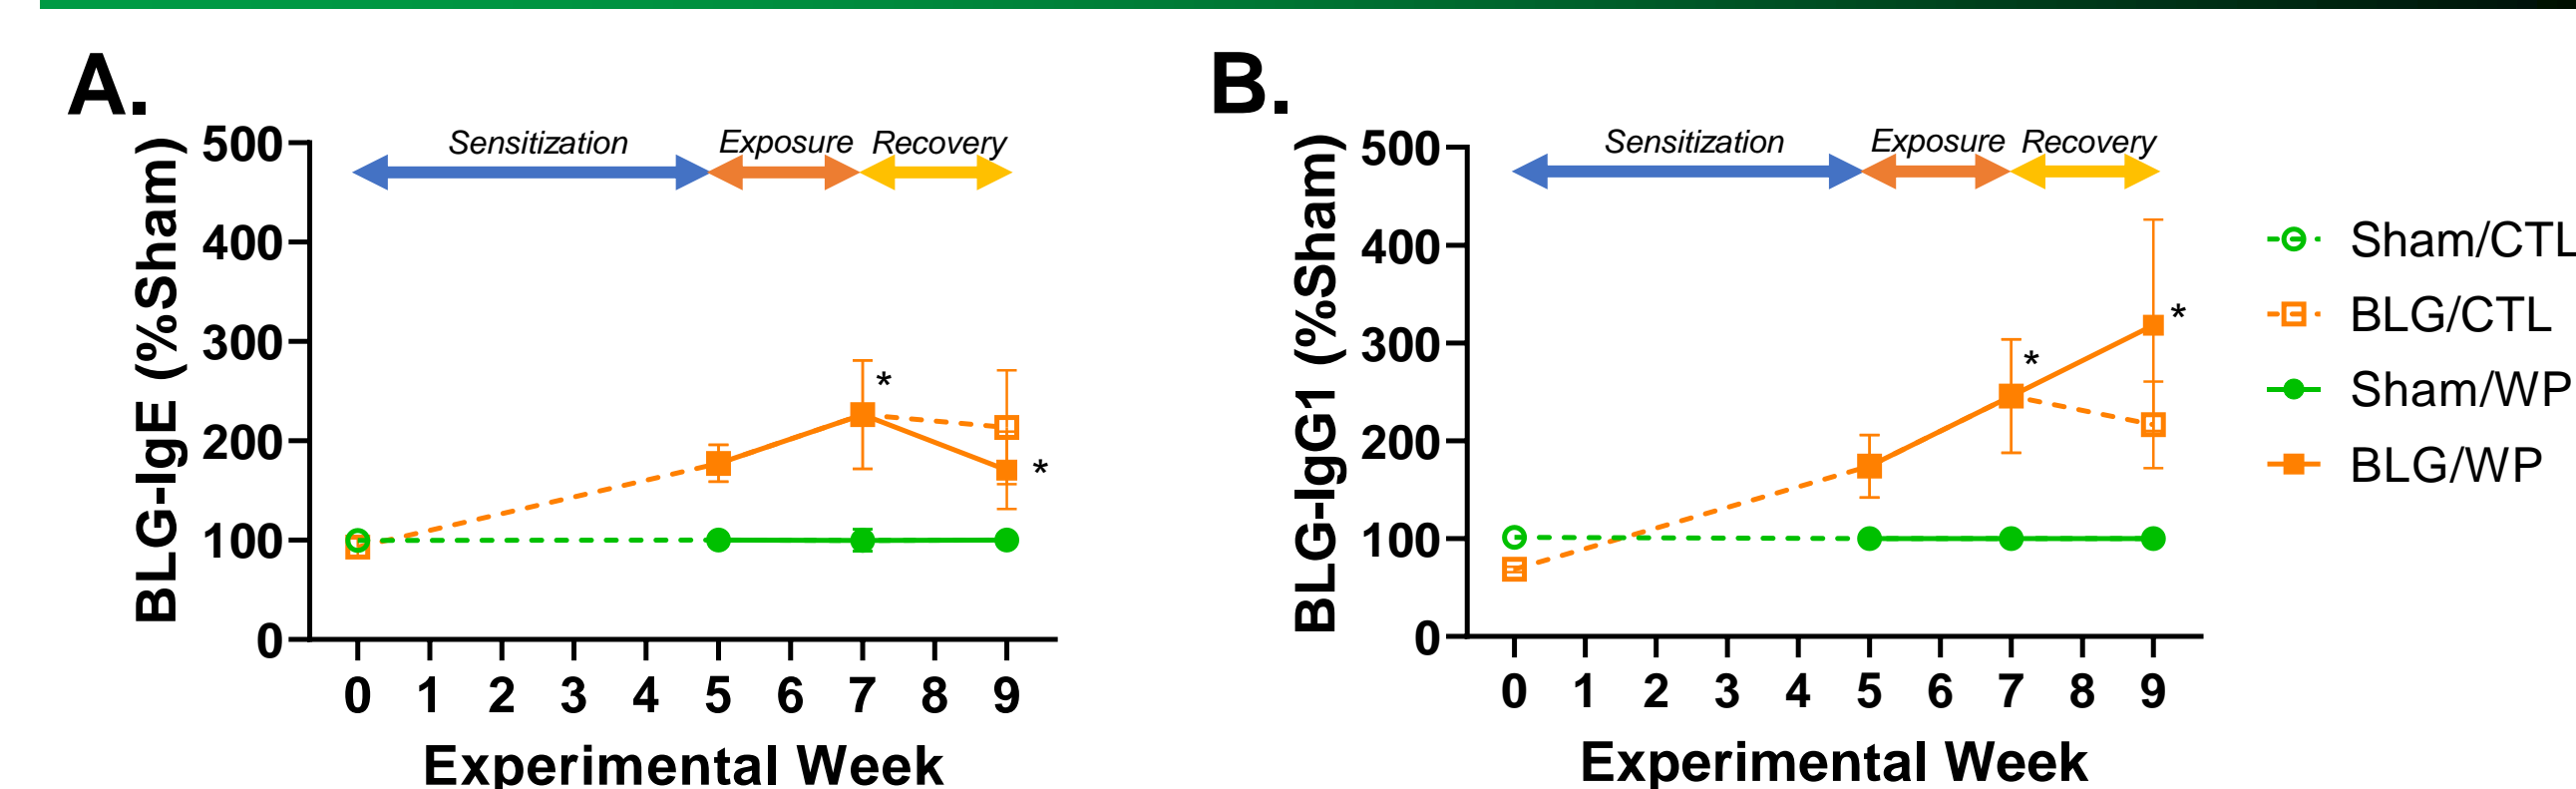 A.
BLG-IgE (%Sham)
500
400
300
200
100
0
Sensitization
Exposure
Recovery
*
*
0 1 2 3 4 5 6 7 8 9
Experimental Week
B.
BLG-IgG1 (%Sham)
500
400
300
200
100
0
Sensitization
Exposure
Recovery
*
*
0 1 2 3 4 5 6 7 8 9
Experimental Week
Sham/CTL
BLG/CTL
Sham/WP
BLG/WP